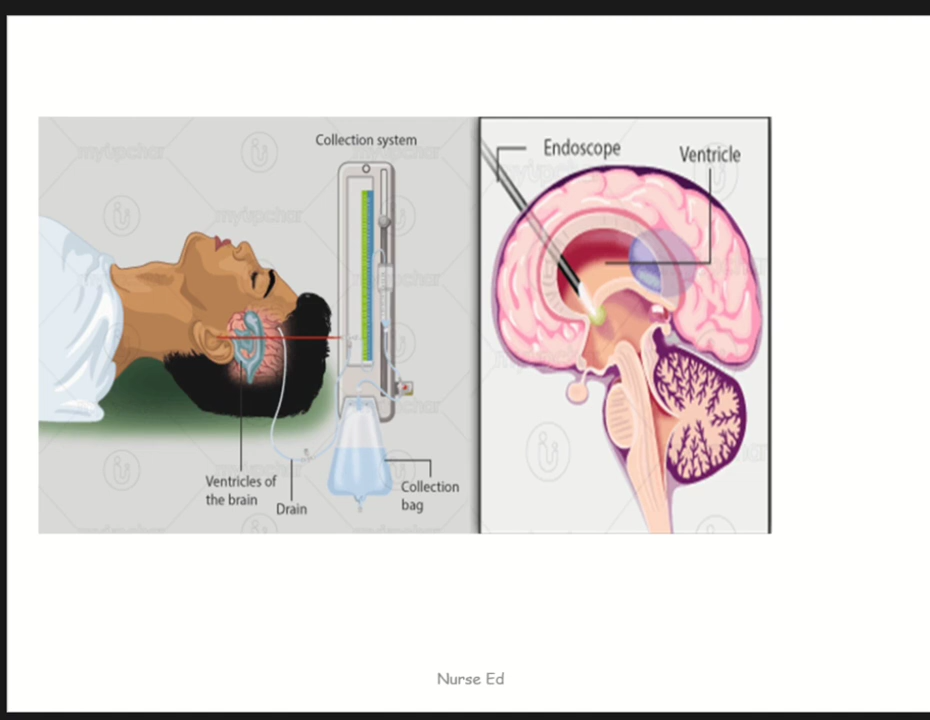 Collection system
Ventricles of
the brain
Drain
Collection
bag
Endoscope
Ventricle
Nurse Ed